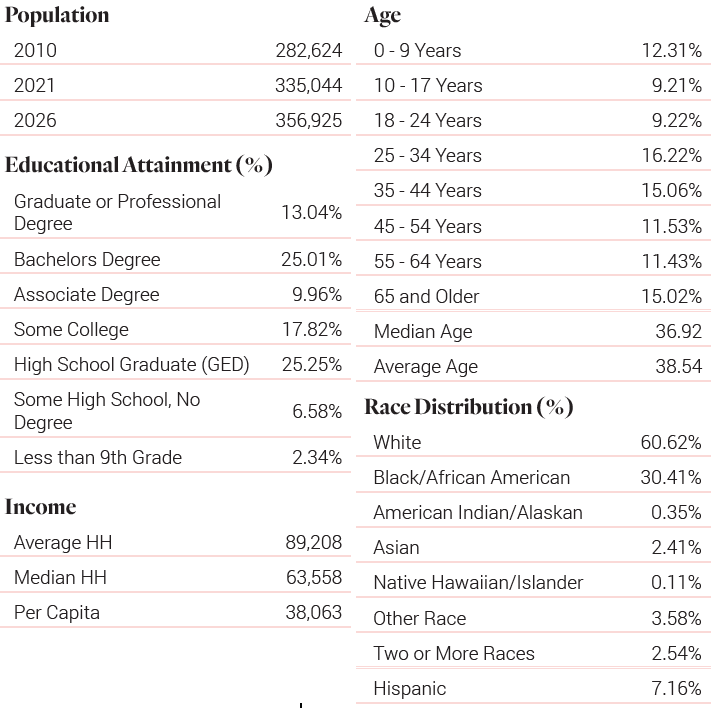 Population
2010 282,624
2021 335,044
2026 356,925
Educational Attainment (%)
Graduate or Professional
Degree 13.04%
Bachelors Degree 25.01%
Associate Degree 9.96%
Some College 17.82%
High School Graduate (GED) 25.25%
Some High School, No
Degree 6.58%
Less than 9th Grade 2.34%
Income
Average HH 89,208
Median HH 63,558
Per Capita 38,063
Age
0 - 9 Years 12.31%
10 - 17 Years 9.21%
18 - 24 Years 9.22%
25 - 34 Years 16.22%
35 - 44 Years 15.06%
45 - 54 Years 11.53%
55 - 64 Years 11.43%
65 and Older 15.02%
Median Age 36.92
Average Age 38.54
Race Distribution (%)
White 60.62%
Black/African American 30.41%
American Indian/Alaskan 0.35%
Asian 2.41%
Native Hawaiian/Islander 0.11%
Other Race 3.58%
Two or More Races 2.54%
Hispanic 7.16%